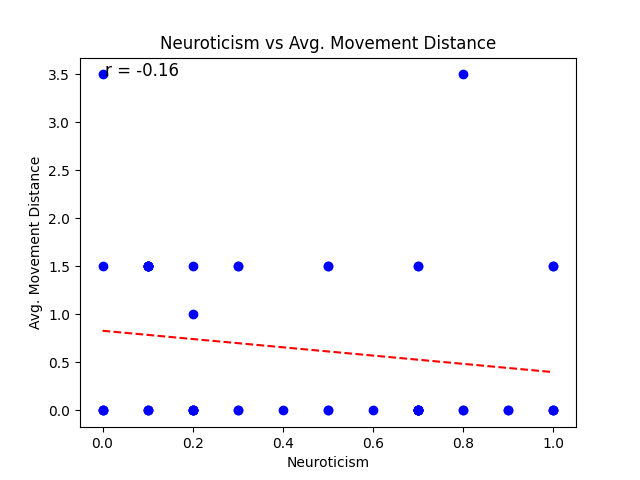 Neuroticism vs Avg. Movement Distance
r = -0.16
Avg. Movement Distance
3.5
3.0
2.5
2.0
1.5
1.0
0.5
0.0
0.0 0.2 0.4 0.6 0.8 1.0
Neuroticism